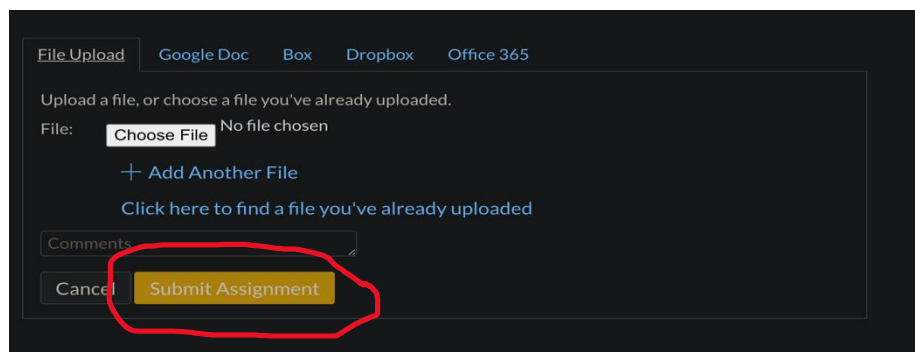 File Upload Google Doc Box Dropbox Office 365
Upload a file, or choose a file you've already uploaded.
File: Choose File No file chosen
+ Add Another File
Click here to find a file you've already uploaded
Comments...
Cancel Submit Assignment